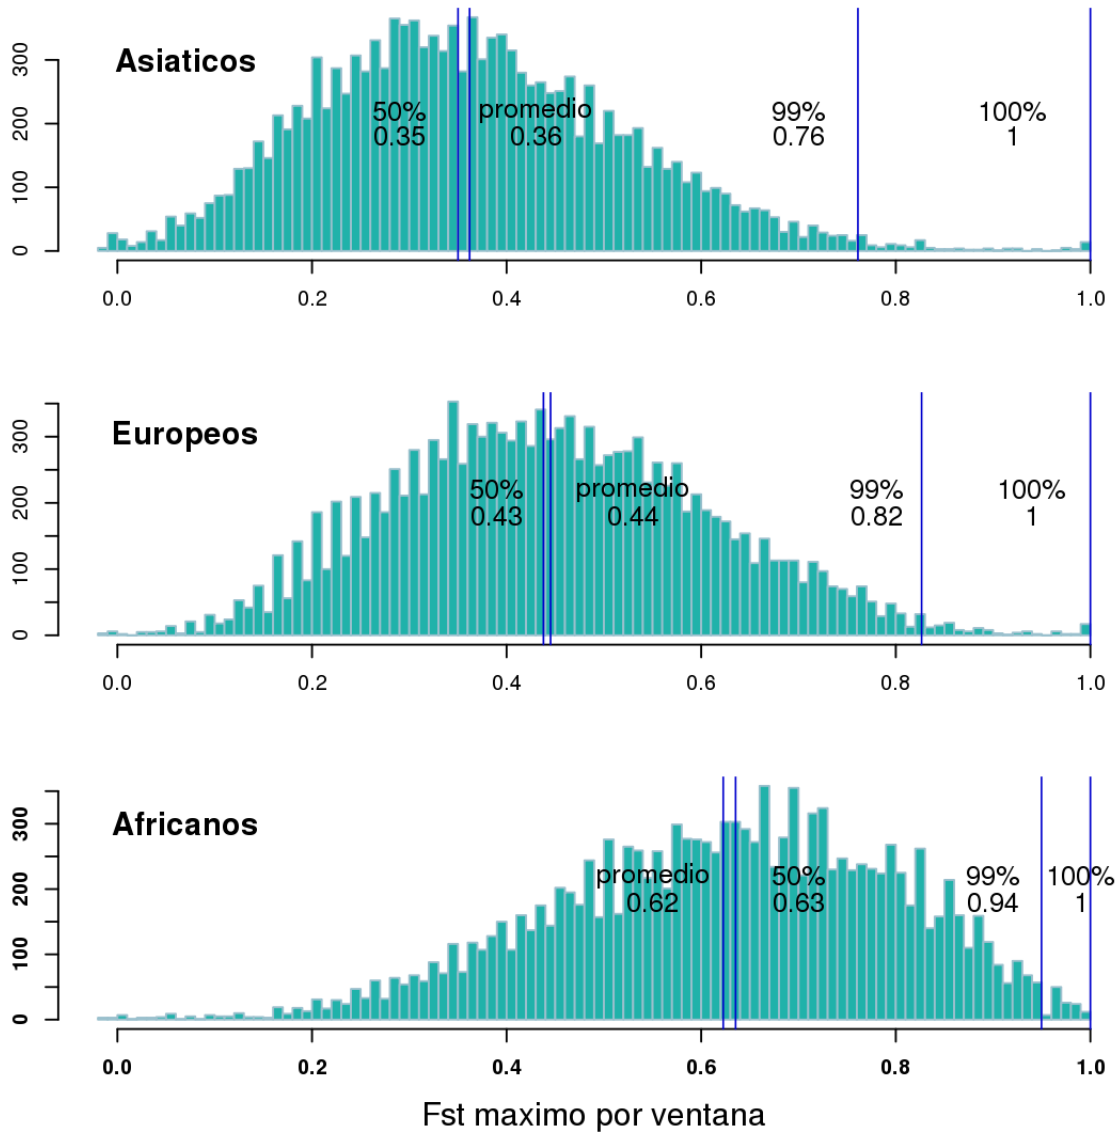 Asiaticos
300
200
100
0
50% promedio 99% 100%
0.35 0.36 0.76 1
0.0 0.2 0.4 0.6 0.8 1.0
Europeos
300
200
100
0
50% promedio 99% 100%
0.43 0.44 0.82 1
0.0 0.2 0.4 0.6 0.8 1.0
Africanos
300
200
100
0
promedio 50% 99% 100%
0.62 0.63 0.94 1
0.0 0.2 0.4 0.6 0.8 1.0
Fst maximo por ventana